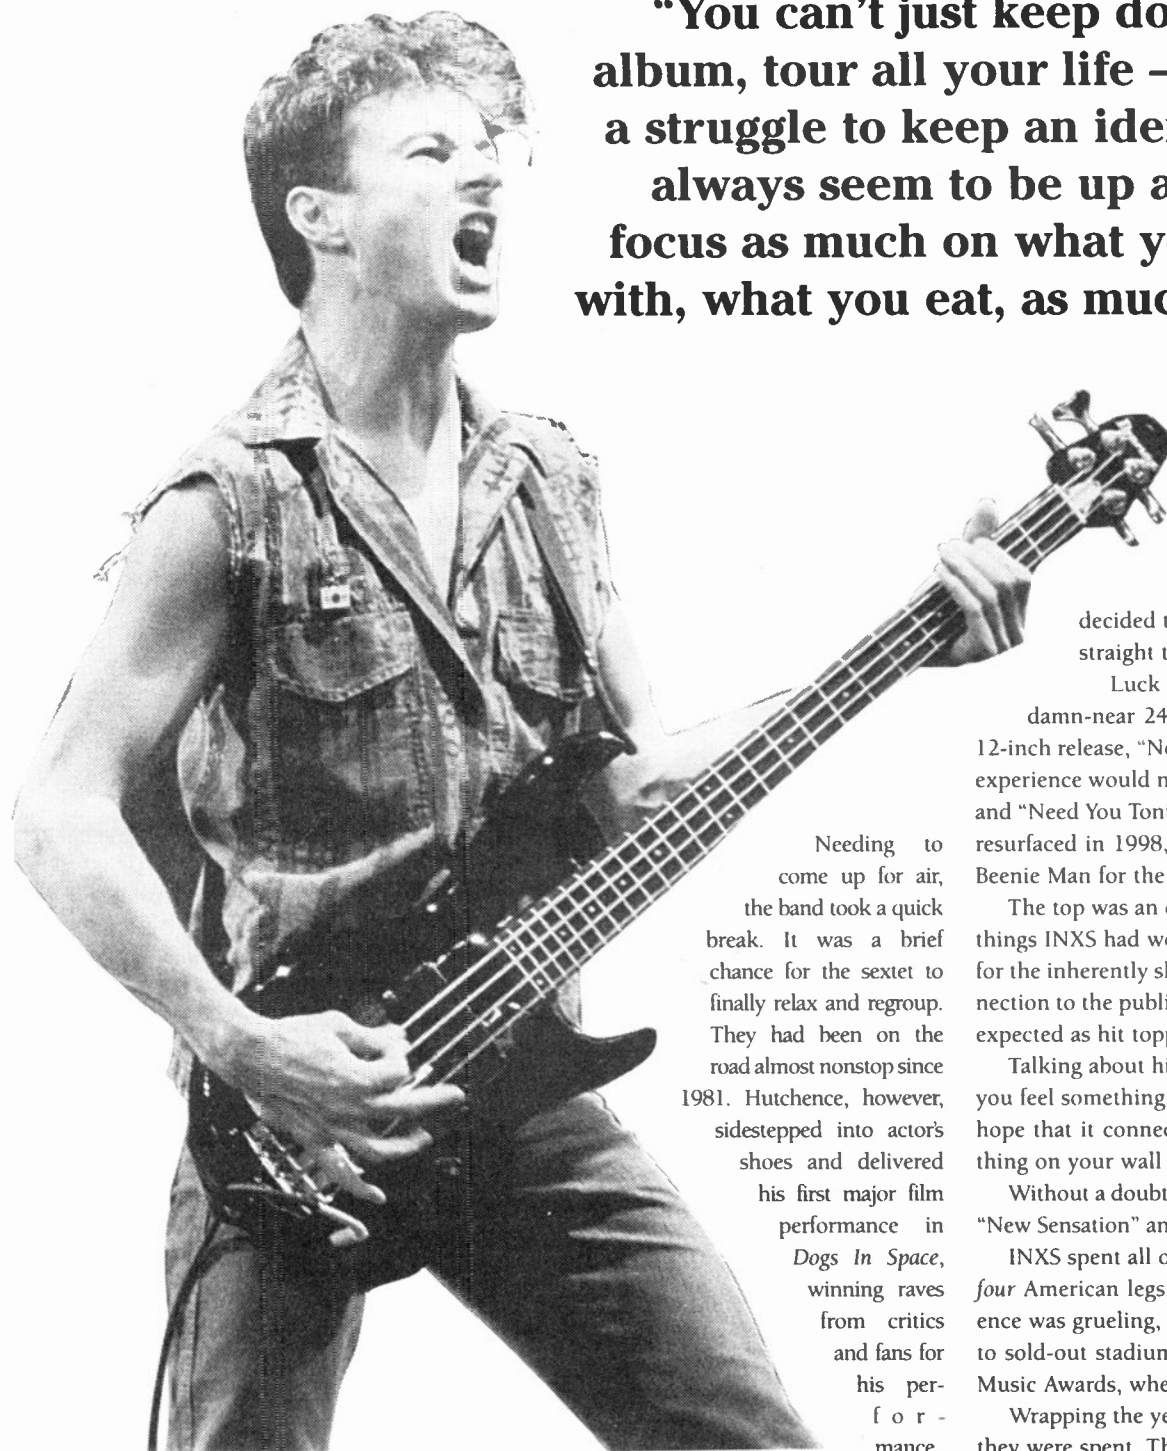 "You can't just keep do
album, tour all your life –
a struggle to keep an ide
always seem to be up a
focus as much on what y
with, what you eat, as muc
Needing to
come up for air,
the band took a quick
break. It was a brief
chance for the sextet to
finally relax and regroup.
They had been on the
road almost nonstop since
1981. Hutchence, however,
sidestepped into actor's
shoes and delivered
his first major film
performance in
Dogs In Space,
winning raves
from critics
and fans for
his per-
for-
mance.
decided t
straight t
Luck
damn-near 24
12-inch release, "Ne
experience would n
and "Need You Ton
resurfaced in 1998,
Beenie Man for the
The top was an
things INXS had we
for the inherently sl
nection to the publi
expected as hit topp
Talking about hi
you feel something
hope that it connec
thing on your wall
Without a doubt
"New Sensation" an
INXS spent all o
four American legs
ence was grueling,
to sold-out stadium
Music Awards, whe
Wrapping the ye
they were spent. Th